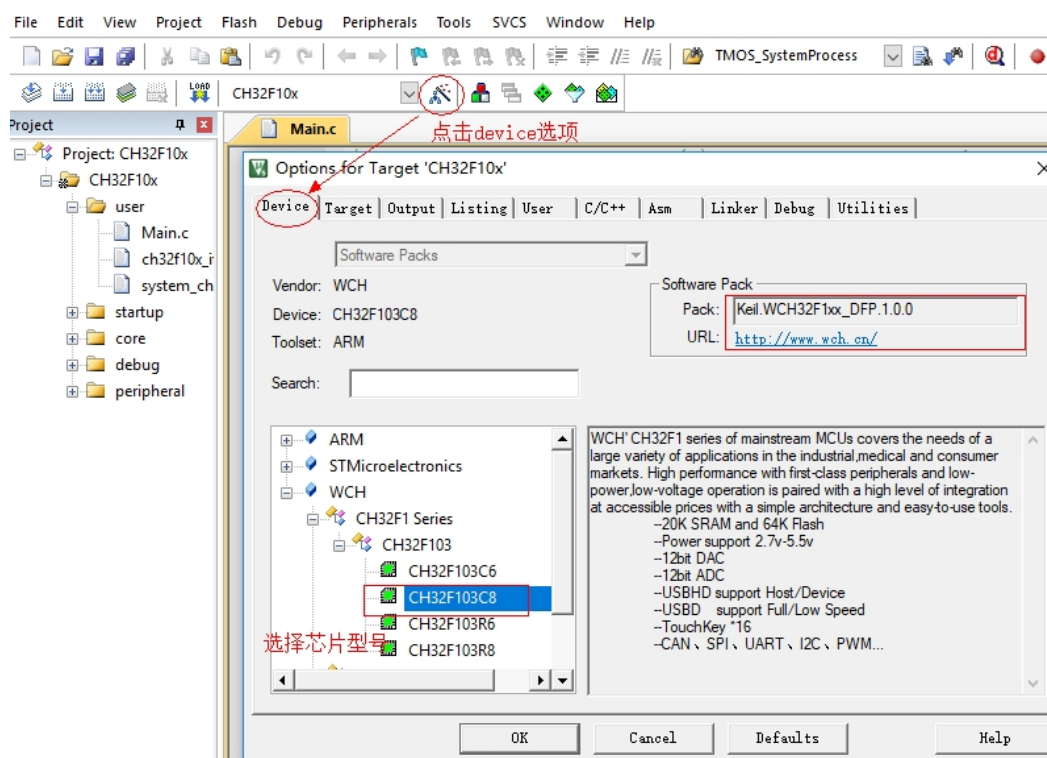 File Edit View Project Flash Debug Peripherals Tools SVCS Window Help
TMOS_SystemProcess
LOAD
CH32F10x
Project
Main.c
点击device选项
Project: CH32F10x
CH32F10x
user
Main.c
ch32f10x_i
system_ch
startup
core
debug
peripheral
Options for Target 'CH32F10x'
Device Target Output Listing User C/C++ Asm Linker Debug Utilities
Software Packs
Vendor: WCH
Device: CH32F103C8
Toolset: ARM
Software Pack
Pack: Keil.WCH32F1xx_DFP.1.0.0
URL: http://www.wch.cn/
Search:
ARM
STMicroelectronics
WCH
CH32F1 Series
CH32F103
CH32F103C6
CH32F103C8
CH32F103R6
CH32F103R8
选择芯片型号
WCH' CH32F1 series of mainstream MCUs covers the needs of a
large variety of applications in the industrial,medical and consumer
markets. High performance with first-class peripherals and low-
power,low-voltage operation is paired with a high level of integration
at accessible prices with a simple architecture and easy-to-use tools.
--20K SRAM and 64K Flash
--Power support 2.7v-5.5v
--12bit DAC
--12bit ADC
--USBHD support Host/Device
--USBD support Full/Low Speed
--TouchKey *16
--CAN、SPI、UART、I2C、PWM...
OK Cancel Defaults Help